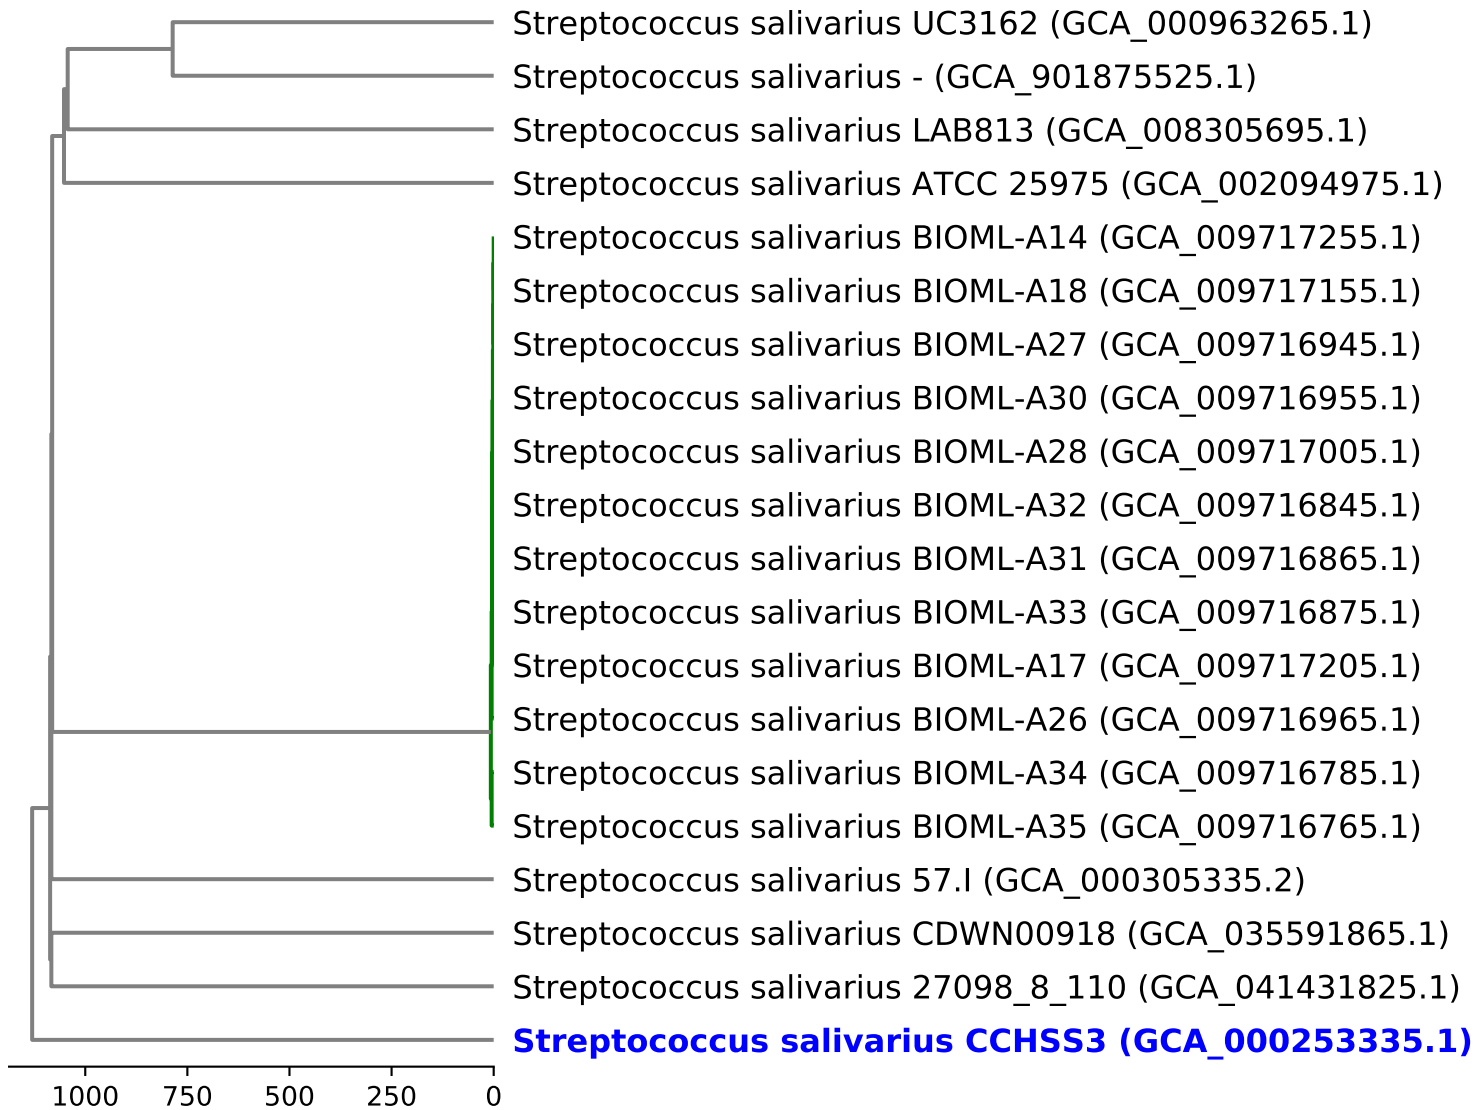 Streptococcus salivarius UC3162 (GCA_000963265.1)
Streptococcus salivarius - (GCA_901875525.1)
Streptococcus salivarius LAB813 (GCA_008305695.1)
Streptococcus salivarius ATCC 25975 (GCA_002094975.1)
Streptococcus salivarius BIOML-A14 (GCA_009717255.1)
Streptococcus salivarius BIOML-A18 (GCA_009717155.1)
Streptococcus salivarius BIOML-A27 (GCA_009716945.1)
Streptococcus salivarius BIOML-A30 (GCA_009716955.1)
Streptococcus salivarius BIOML-A28 (GCA_009717005.1)
Streptococcus salivarius BIOML-A32 (GCA_009716845.1)
Streptococcus salivarius BIOML-A31 (GCA_009716865.1)
Streptococcus salivarius BIOML-A33 (GCA_009716875.1)
Streptococcus salivarius BIOML-A17 (GCA_009717205.1)
Streptococcus salivarius BIOML-A26 (GCA_009716965.1)
Streptococcus salivarius BIOML-A34 (GCA_009716785.1)
Streptococcus salivarius BIOML-A35 (GCA_009716765.1)
Streptococcus salivarius 57.I (GCA_000305335.2)
Streptococcus salivarius CDWN00918 (GCA_035591865.1)
Streptococcus salivarius 27098_8_110 (GCA_041431825.1)
Streptococcus salivarius CCHSS3 (GCA_000253335.1)
1000 750 500 250 0